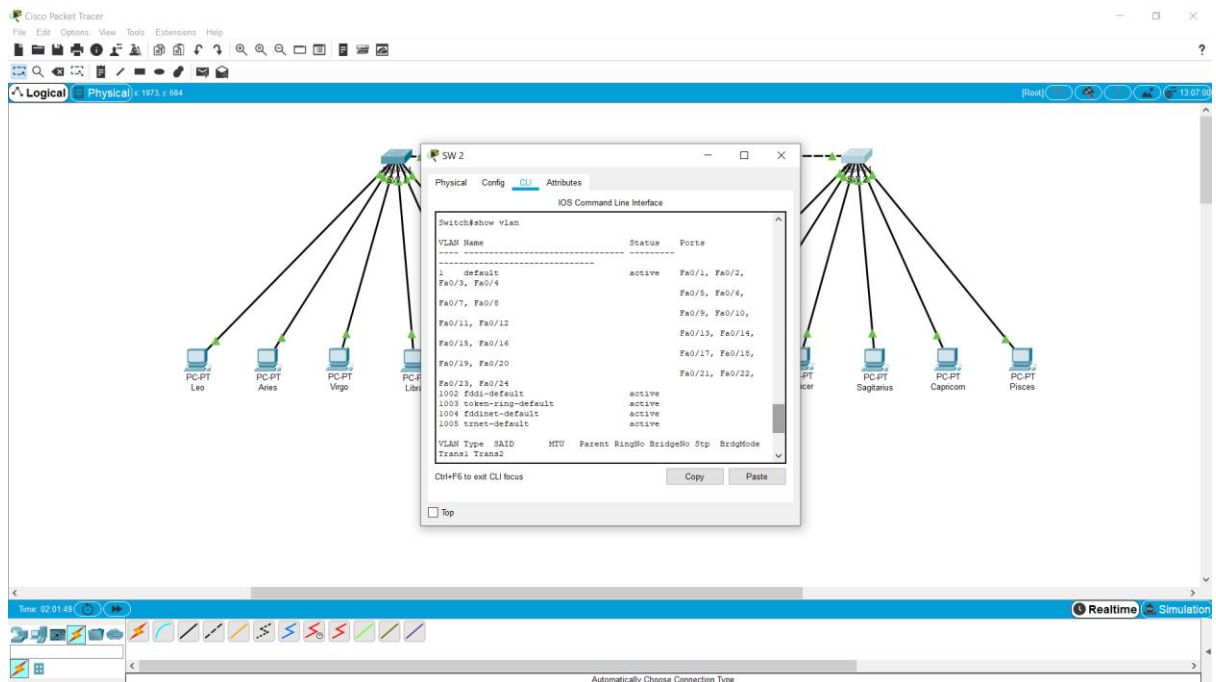 Cisco Packet Tracer
File Edit Options View Tools Extensions Help
?
Logical Physical x: 1973, y: 684 [Root] 13:07:00
SW 2
Physical Config CLI Attributes
IOS Command Line Interface
Switch#show vlan
VLAN Name Status Ports
---- -------------------------------- ---------
-------------------------------
1 default active Fa0/1, Fa0/2,
Fa0/3, Fa0/4
Fa0/5, Fa0/6,
Fa0/7, Fa0/8
Fa0/9, Fa0/10,
Fa0/11, Fa0/12
Fa0/13, Fa0/14,
Fa0/15, Fa0/16
Fa0/17, Fa0/18,
Fa0/19, Fa0/20
Fa0/21, Fa0/22,
Fa0/23, Fa0/24
1002 fddi-default active
1003 token-ring-default active
1004 fddinet-default active
1005 trnet-default active
VLAN Type SAID MTU Parent RingNo BridgeNo Stp BrdgMode
Trans1 Trans2
Ctrl+F6 to exit CLI focus Copy Paste
Top
PC-PT
Leo
PC-PT
Aries
PC-PT
Virgo
PC-PT
Sagitarius
PC-PT
Capricorn
PC-PT
Pisces
Time: 02:01:49 Realtime Simulation
Automatically Choose Connection Type